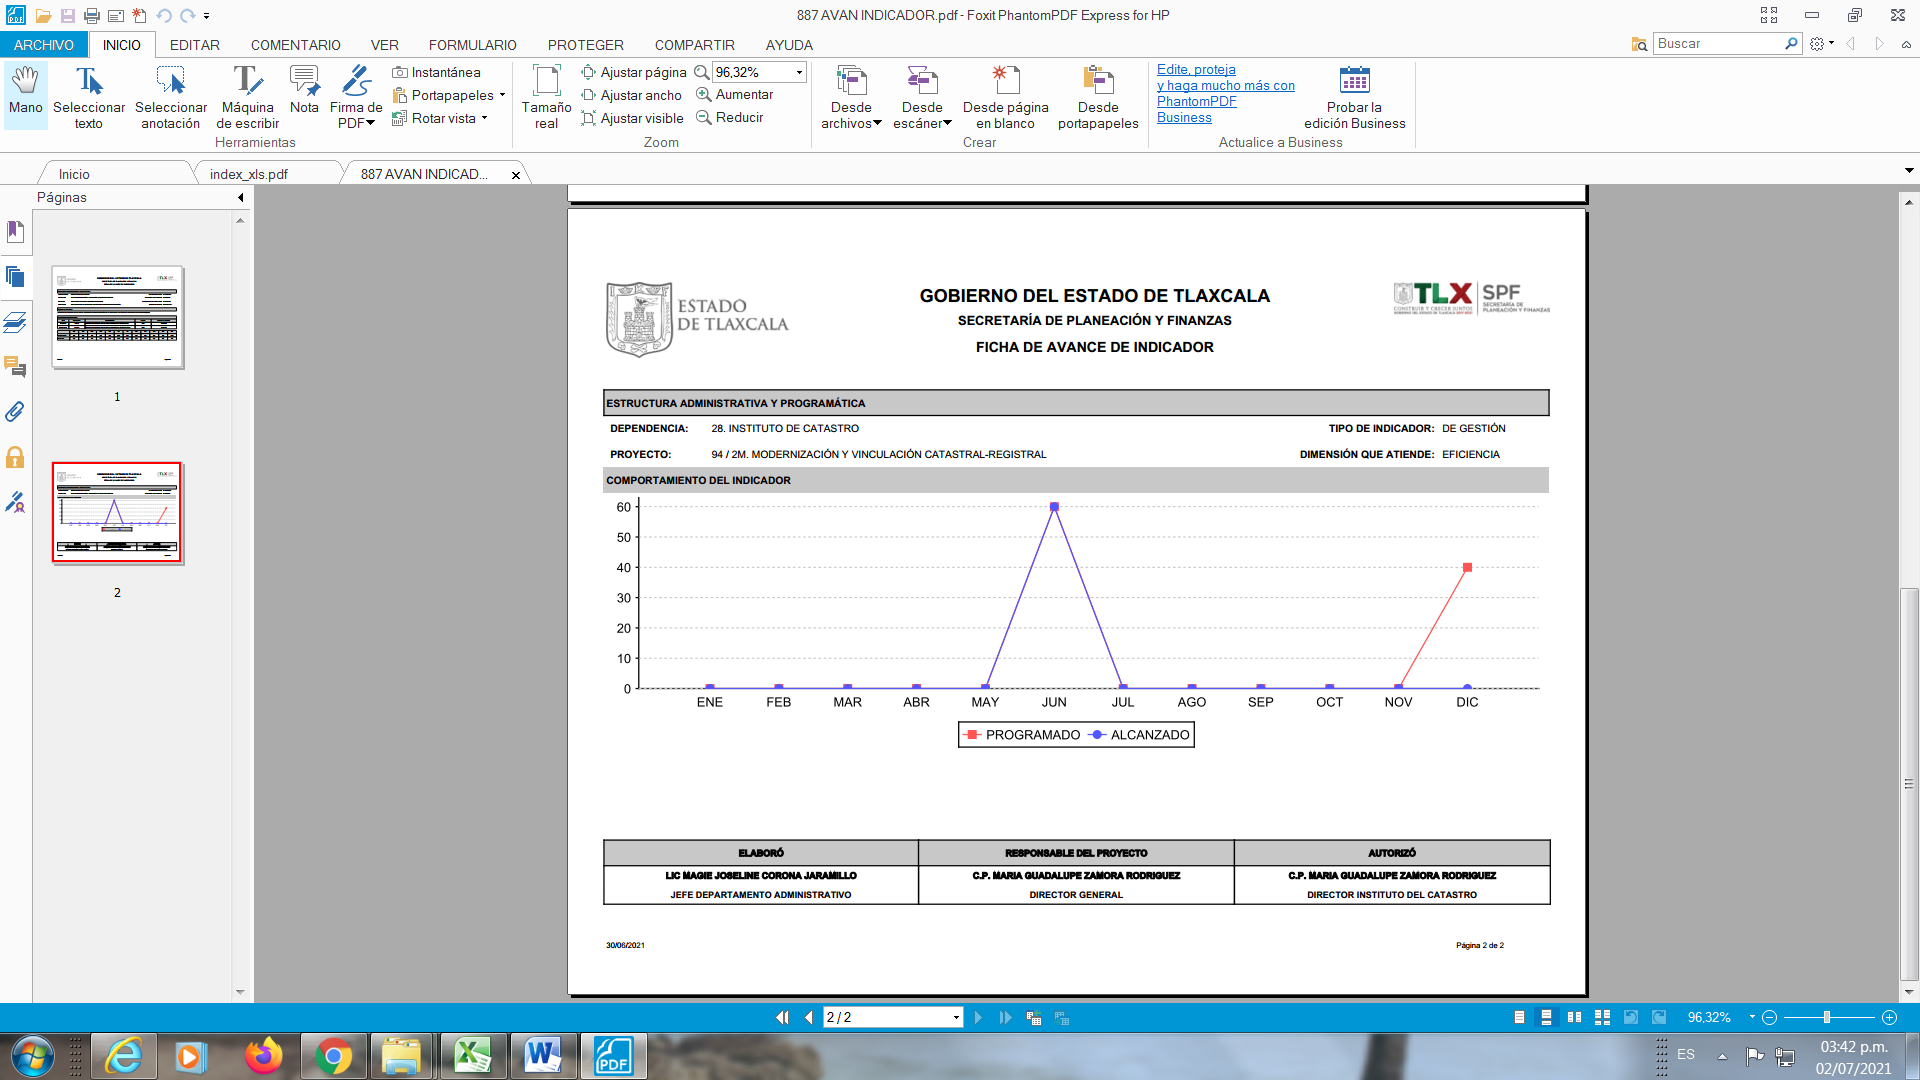 887 AVAN INDICADOR.pdf - Foxit PhantomPDF Express for HP
ARCHIVO INICIO EDITAR COMENTARIO VER FORMULARIO PROTEGER COMPARTIR AYUDA
Buscar
Mano
Seleccionar texto
Seleccionar anotación
Máquina de escribir
Nota
Firma de PDF
Instantánea
Portapapeles
Rotar vista
Herramientas
Tamaño real
Ajustar página
Ajustar ancho
Ajustar visible
96,32%
Aumentar
Reducir
Zoom
Desde archivos
Desde escáner
Desde página en blanco
Desde portapapeles
Crear
Edite, proteja
y haga mucho más con
PhantomPDF
Business
Probar la edición Business
Actualice a Business
Inicio
index_xls.pdf
887 AVAN INDICAD...
Páginas
1
2
ESTADO
DE TLAXCALA
GOBIERNO DEL ESTADO DE TLAXCALA
SECRETARÍA DE PLANEACIÓN Y FINANZAS
FICHA DE AVANCE DE INDICADOR
TLX
CONSTRUIR Y CRECER JUNTOS
SPF
SECRETARÍA DE
PLANEACIÓN Y FINANZAS
ESTRUCTURA ADMINISTRATIVA Y PROGRAMÁTICA
DEPENDENCIA: 28. INSTITUTO DE CATASTRO TIPO DE INDICADOR: DE GESTIÓN
PROYECTO: 94 / 2M. MODERNIZACIÓN Y VINCULACIÓN CATASTRAL-REGISTRAL DIMENSIÓN QUE ATIENDE: EFICIENCIA
COMPORTAMIENTO DEL INDICADOR
60
50
40
30
20
10
0
ENE FEB MAR ABR MAY JUN JUL AGO SEP OCT NOV DIC
PROGRAMADO ALCANZADO
ELABORÓ RESPONSABLE DEL PROYECTO AUTORIZÓ
LIC MAGIE JOSELINE CORONA JARAMILLO C.P. MARIA GUADALUPE ZAMORA RODRIGUEZ C.P. MARIA GUADALUPE ZAMORA RODRIGUEZ
JEFE DEPARTAMENTO ADMINISTRATIVO DIRECTOR GENERAL DIRECTOR INSTITUTO DEL CATASTRO
30/06/2021 Página 2 de 2
2 / 2
96,32%
ES
03:42 p.m.
02/07/2021